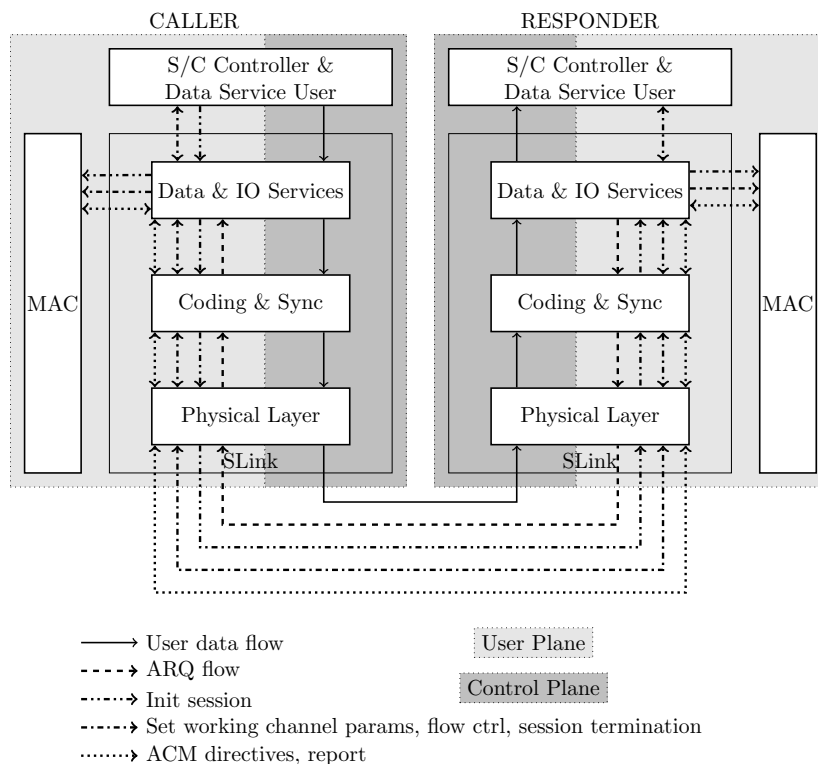 CALLER
RESPONDER
S/C Controller &
Data Service User
S/C Controller &
Data Service User
Data & IO Services
Data & IO Services
MAC
Coding & Sync
Coding & Sync
MAC
Physical Layer
Physical Layer
SLink
SLink
User data flow
User Plane
ARQ flow
Control Plane
Init session
Set working channel params, flow ctrl, session termination
ACM directives, report